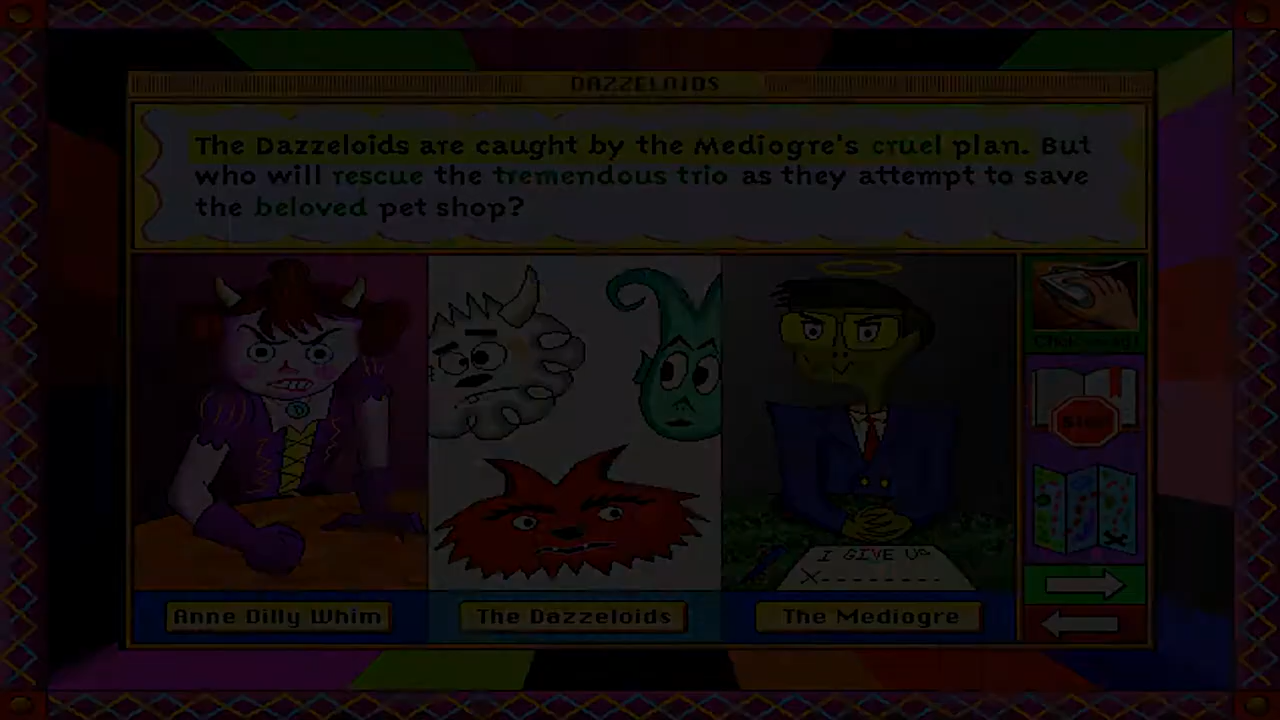 DAZZELOIDS
The Dazzeloids are caught by the Mediogre's cruel plan. But
who will rescue the tremendous trio as they attempt to save
the beloved pet shop?
STOP
I GIVE UP
X
Anne Dilly Whim
The Dazzeloids
The Mediogre